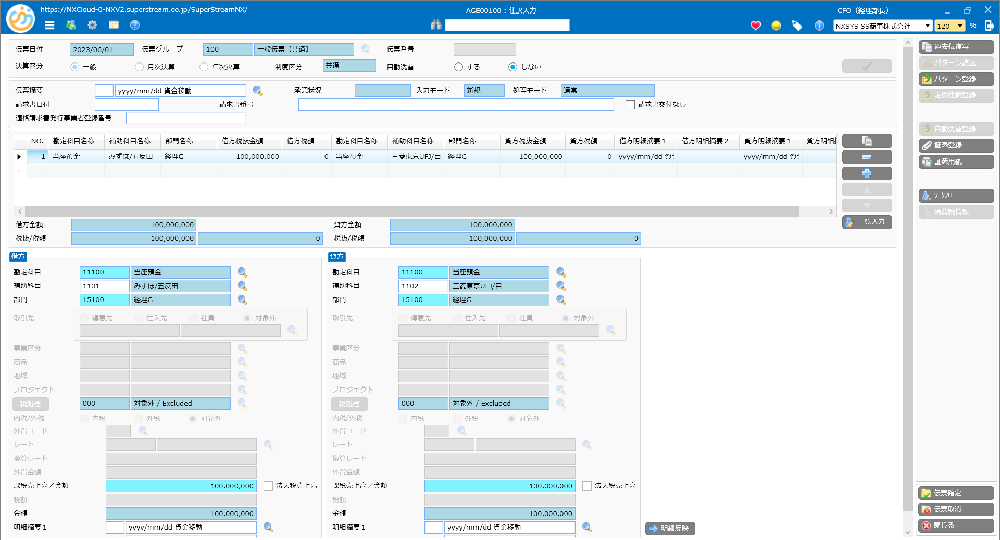 https://NXCloud-0-NXV2.superstream.co.jp/SuperStreamNX/
AGE00100：仕訳入力
CFO（経理部長）
NXSYS SS商事株式会社 120 %
伝票日付 2023/06/01 伝票グループ 100 一般伝票【共通】 伝票番号
決算区分 一般 月次決算 年次決算 制度区分 共通 自動洗替 する しない
伝票摘要 yyyy/mm/dd 資金移動 承認状況 入力モード 新規 処理モード 通常
請求書日付 請求書番号 請求書交付なし
適格請求書発行事業者登録番号
NO. 勘定科目名称 補助科目名称 部門名称 借方税抜金額 借方税額 勘定科目名称 補助科目名称 部門名称 貸方税抜金額 貸方税額 借方明細摘要１ 借方明細摘要２ 貸方明細摘要１ 貸方明細
1 当座預金 みずほ/五反田 経理G 100,000,000 0 当座預金 三菱東京UFJ/目 経理G 100,000,000 0 yyyy/mm/dd 資 yyyy/mm/dd 資
借方金額 100,000,000 貸方金額 100,000,000
税抜/税額 100,000,000 0 税抜/税額 100,000,000 0
一覧入力
借方
勘定科目 11100 当座預金
補助科目 1101 みずほ/五反田
部門 15100 経理G
取引先 得意先 仕入先 社員 対象外
事業区分
商品
地域
プロジェクト
税処理 000 対象外 / Excluded
内税/外税 内税 外税 対象外
外貨コード
レート
換算レート
外貨金額
課税売上高／金額 100,000,000 法人税売上高
税額
金額 100,000,000
明細摘要１ yyyy/mm/dd 資金移動
貸方
勘定科目 11100 当座預金
補助科目 1102 三菱東京UFJ/目
部門 15100 経理G
取引先 得意先 仕入先 社員 対象外
事業区分
商品
地域
プロジェクト
税処理 000 対象外 / Excluded
内税/外税 内税 外税 対象外
外貨コード
レート
換算レート
外貨金額
課税売上高／金額 100,000,000 法人税売上高
税額
金額 100,000,000
明細摘要１ yyyy/mm/dd 資金移動
明細反映
過去伝複写
パターン読込
パターン登録
定例仕訳登録
自動洗替登録
証憑登録
証憑用紙
ﾜｰｸﾌﾛｰ
消費税情報
伝票確定
伝票取消
閉じる